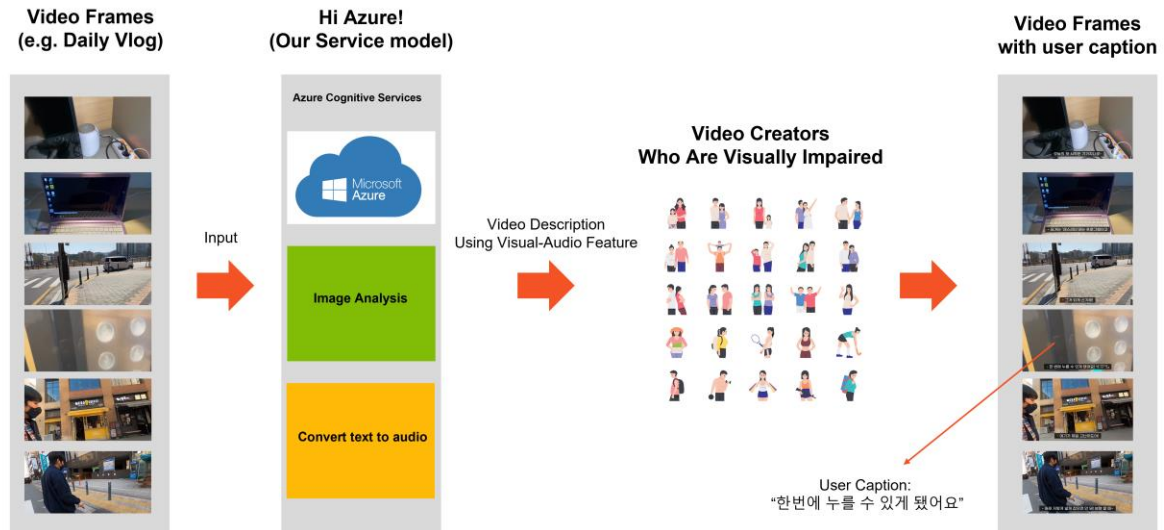 Video Frames
(e.g. Daily Vlog)
Hi Azure!
(Our Service model)
Video Frames
with user caption
Azure Cognitive Services
Microsoft
Azure
Image Analysis
Convert text to audio
Input
Video Description
Using Visual-Audio Feature
Video Creators
Who Are Visually Impaired
User Caption:
“한번에 누를 수 있게 됐어요”